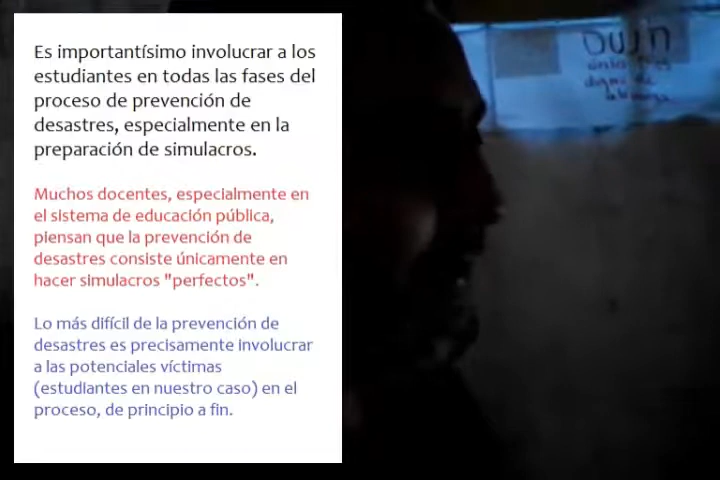 Es importantísimo involucrar a los
estudiantes en todas las fases del
proceso de prevención de
desastres, especialmente en la
preparación de simulacros.
Muchos docentes, especialmente en
el sistema de educación pública,
piensan que la prevención de
desastres consiste únicamente en
hacer simulacros "perfectos".
Lo más difícil de la prevención de
desastres es precisamente involucrar
a las potenciales víctimas
(estudiantes en nuestro caso) en el
proceso, de principio a fin.